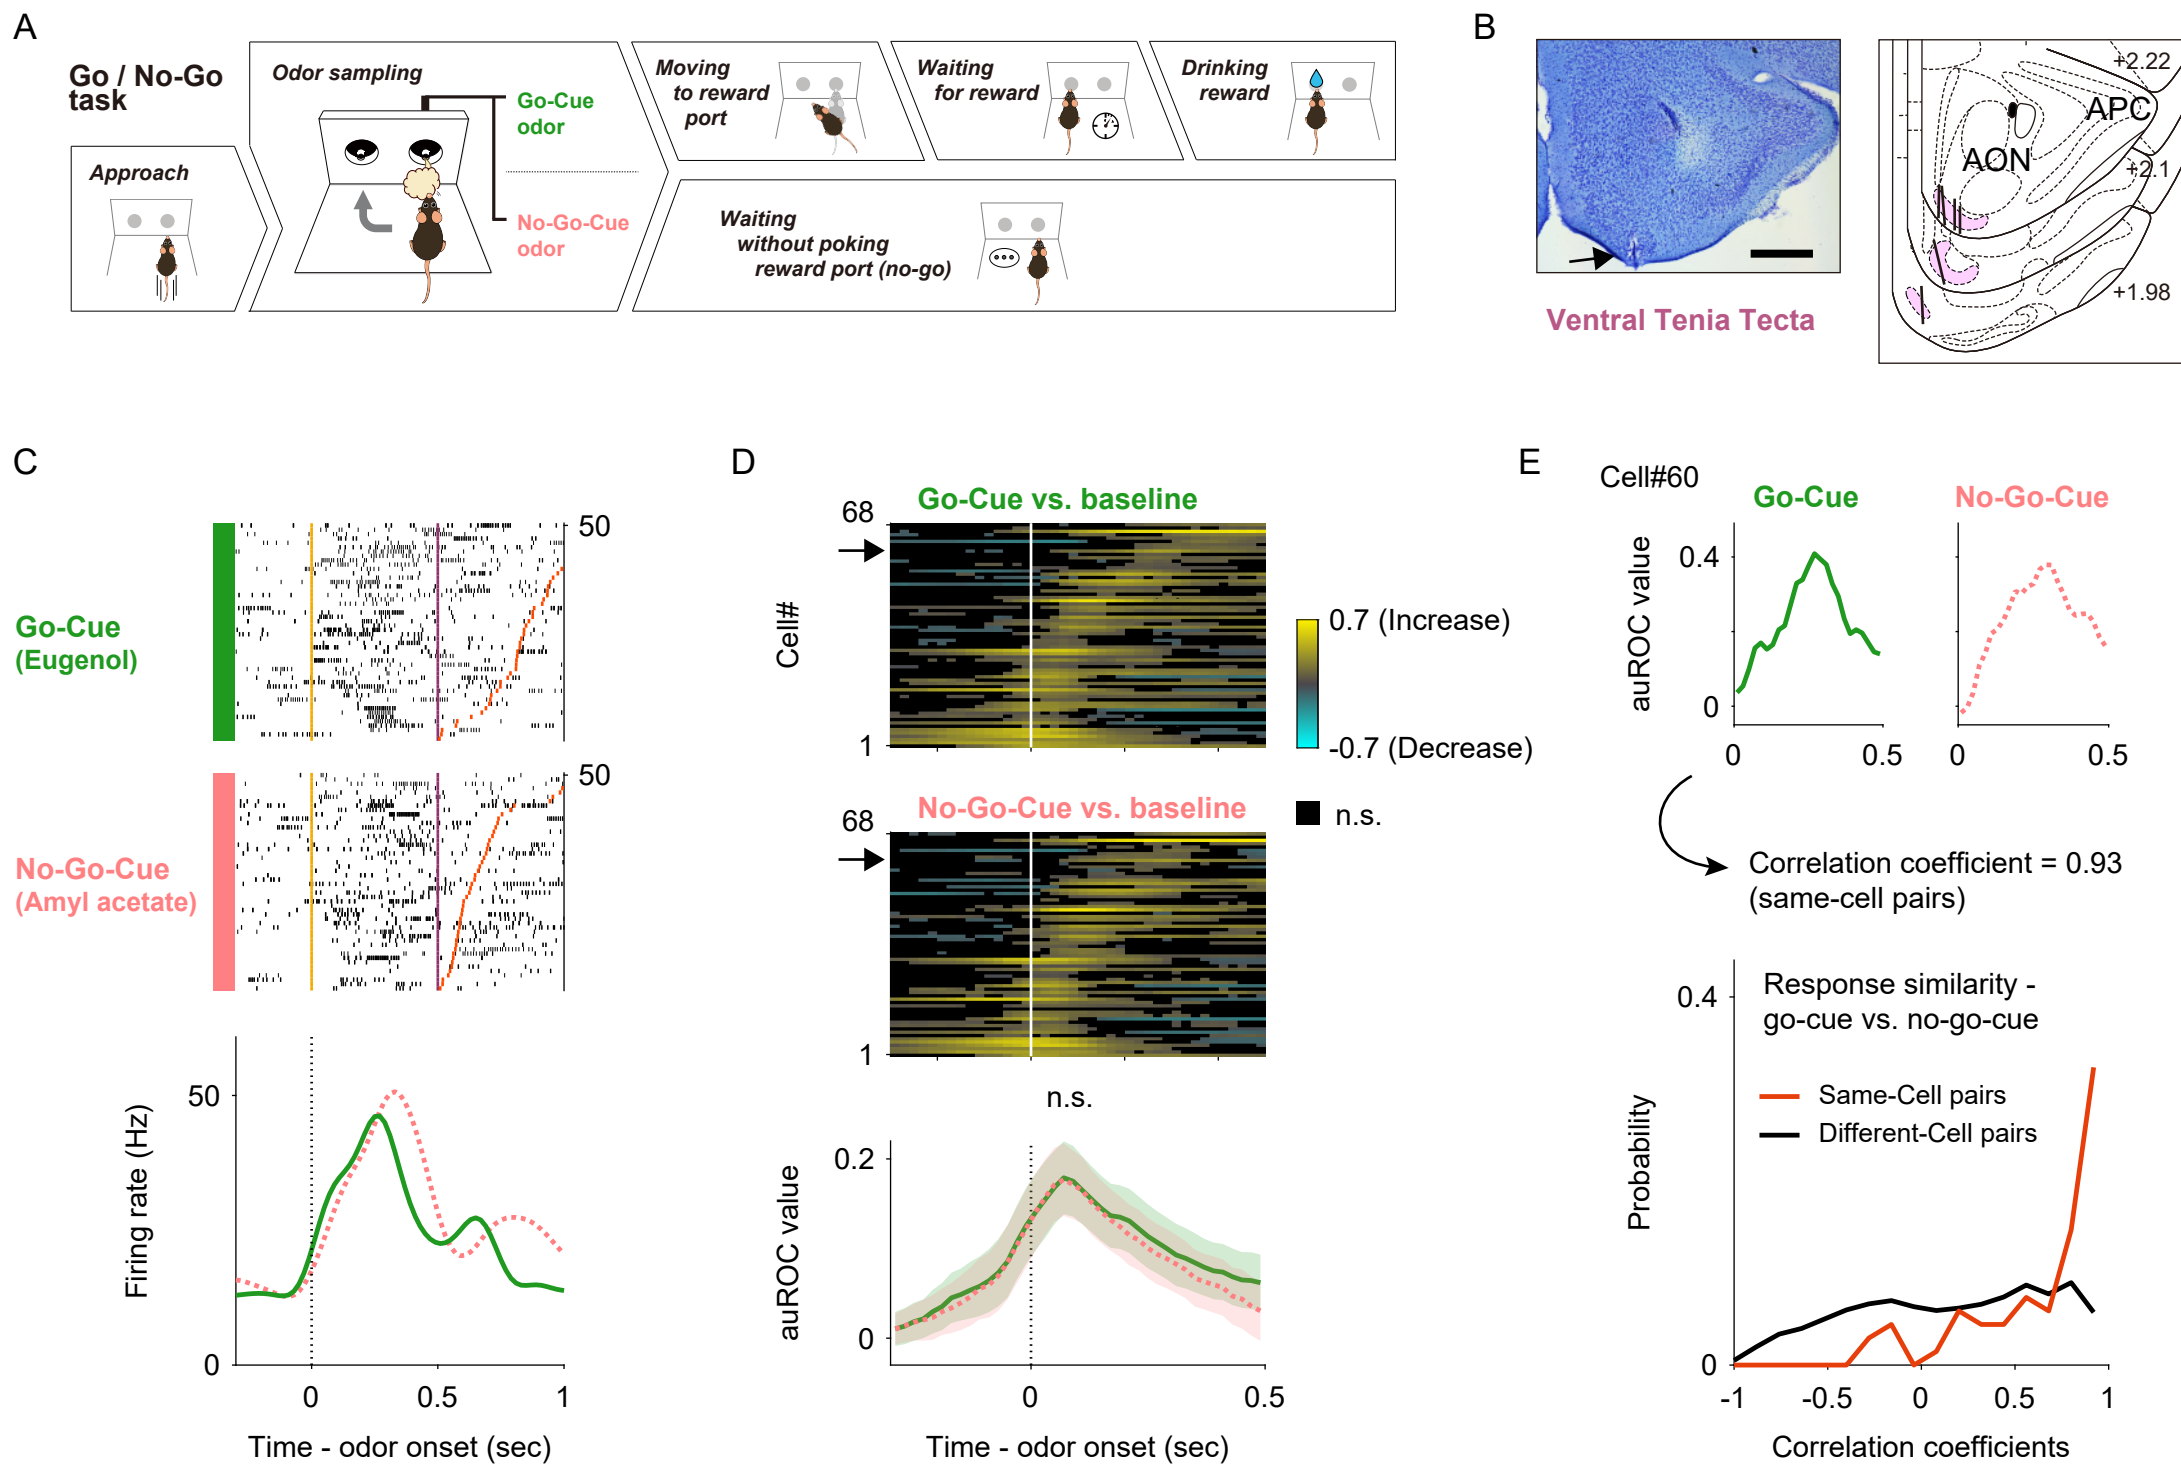 A
Go / No-Go
task
Approach
Odor sampling
Go-Cue
odor
No-Go-Cue
odor
Moving
to reward
port
Waiting
for reward
Drinking
reward
Waiting
without poking
reward port (no-go)
B
Ventral Tenia Tecta
+2.22
APC
AON
+2.1
+1.98
C
Go-Cue
(Eugenol)
50
No-Go-Cue
(Amyl acetate)
50
Firing rate (Hz)
50
0
0
0.5
1
Time - odor onset (sec)
D
Go-Cue vs. baseline
68
Cell#
1
0.7 (Increase)
-0.7 (Decrease)
n.s.
No-Go-Cue vs. baseline
68
1
n.s.
auROC value
0.2
0
0
0.5
Time - odor onset (sec)
E
Cell#60
Go-Cue
No-Go-Cue
auROC value
0.4
0
0
0.5
0
0.5
Correlation coefficient = 0.93
(same-cell pairs)
Response similarity -
go-cue vs. no-go-cue
Same-Cell pairs
Different-Cell pairs
Probability
0.4
0
-1
-0.5
0
0.5
1
Correlation coefficients